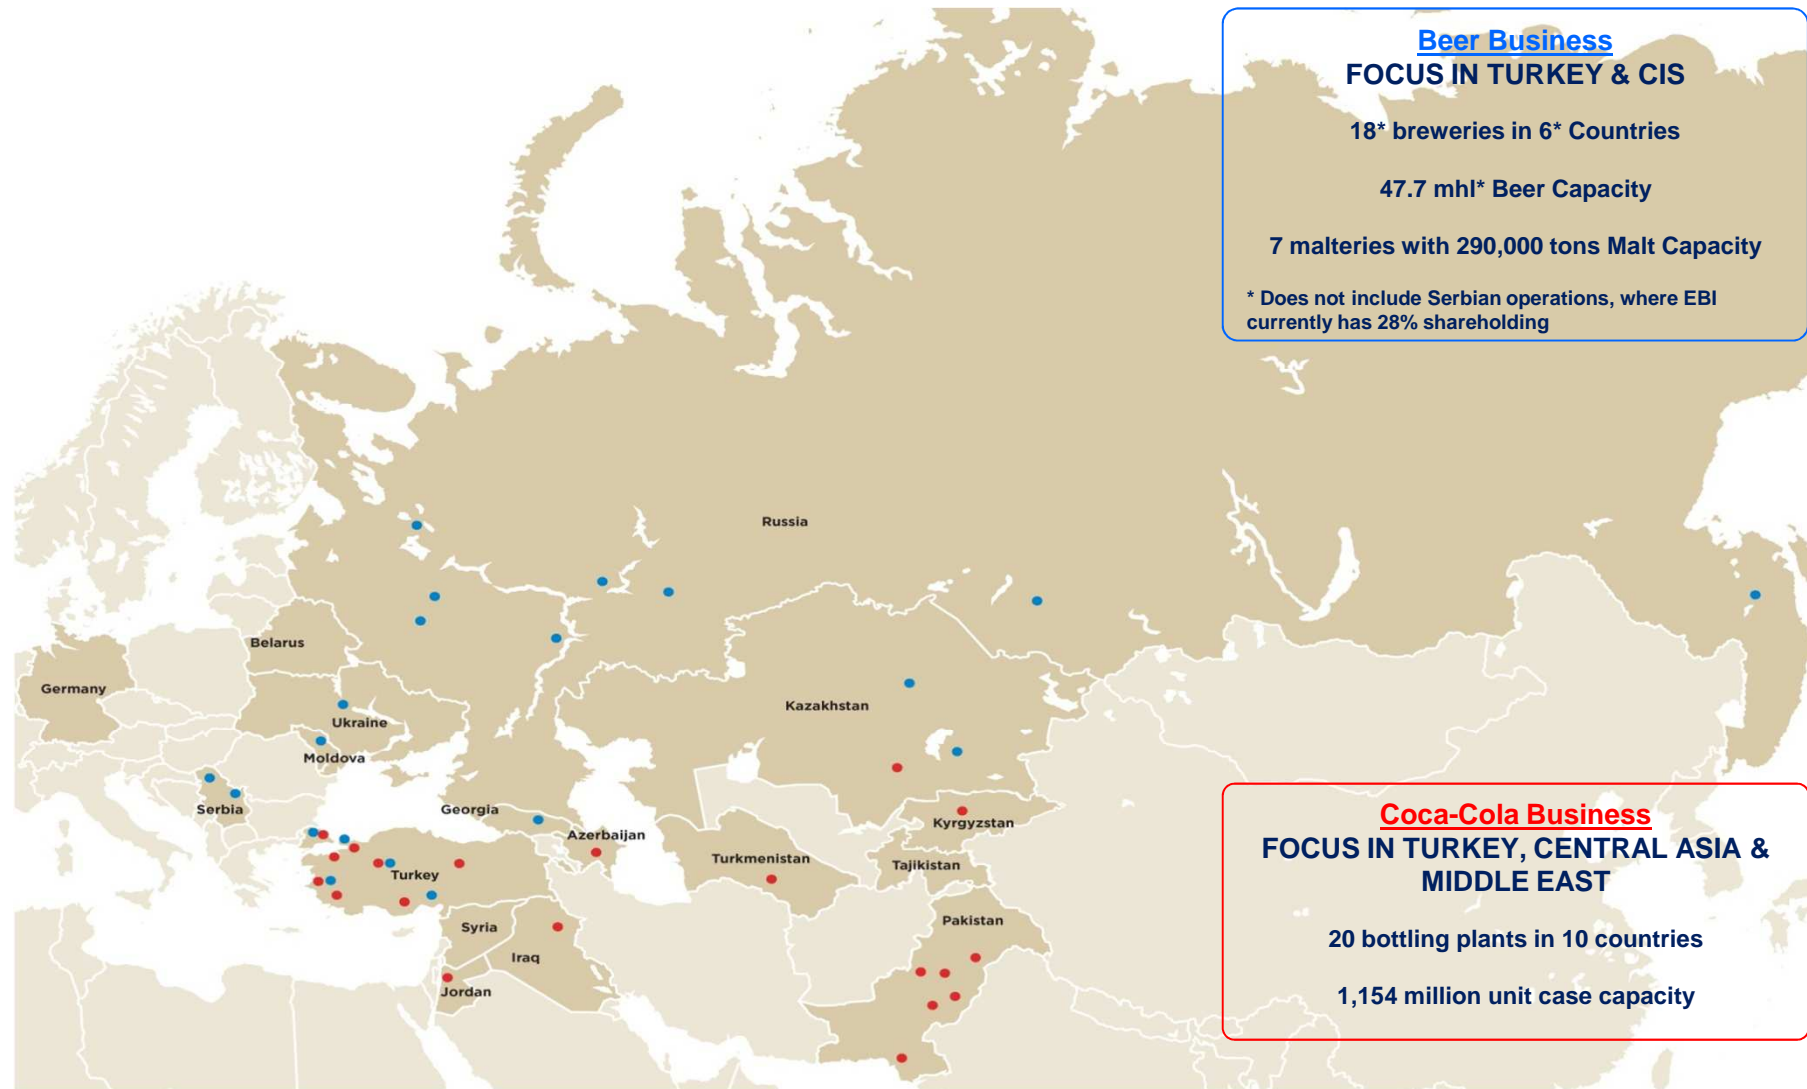 Beer Business
FOCUS IN TURKEY & CIS
18* breweries in 6* Countries
47.7 mhl* Beer Capacity
7 malteries with 290,000 tons Malt Capacity
* Does not include Serbian operations, where EBI
currently has 28% shareholding
Russia
Belarus
Germany
Kazakhstan
Ukraine
Moldova
Serbia
Georgia
Azerbaijan
Kyrgyzstan
Turkmenistan
Tajikistan
Turkey
Pakistan
Syria
Iraq
Jordan
Coca-Cola Business
FOCUS IN TURKEY, CENTRAL ASIA &
MIDDLE EAST
20 bottling plants in 10 countries
1,154 million unit case capacity